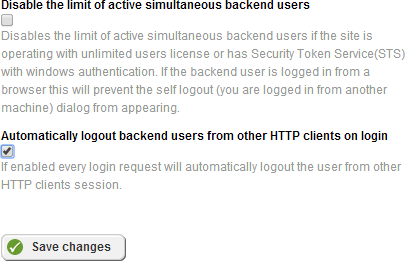 Disable the limit of active simultaneous backend users
Disables the limit of active simultaneous backend users if the site is
operating with unlimited users license or has Security Token Service(STS)
with windows authentication. If the backend user is logged in from a
browser this will prevent the self logout (you are logged in from another
machine) dialog from appearing.
Automatically logout backend users from other HTTP clients on login
If enabled every login request will automatically logout the user from other
HTTP clients session.
Save changes